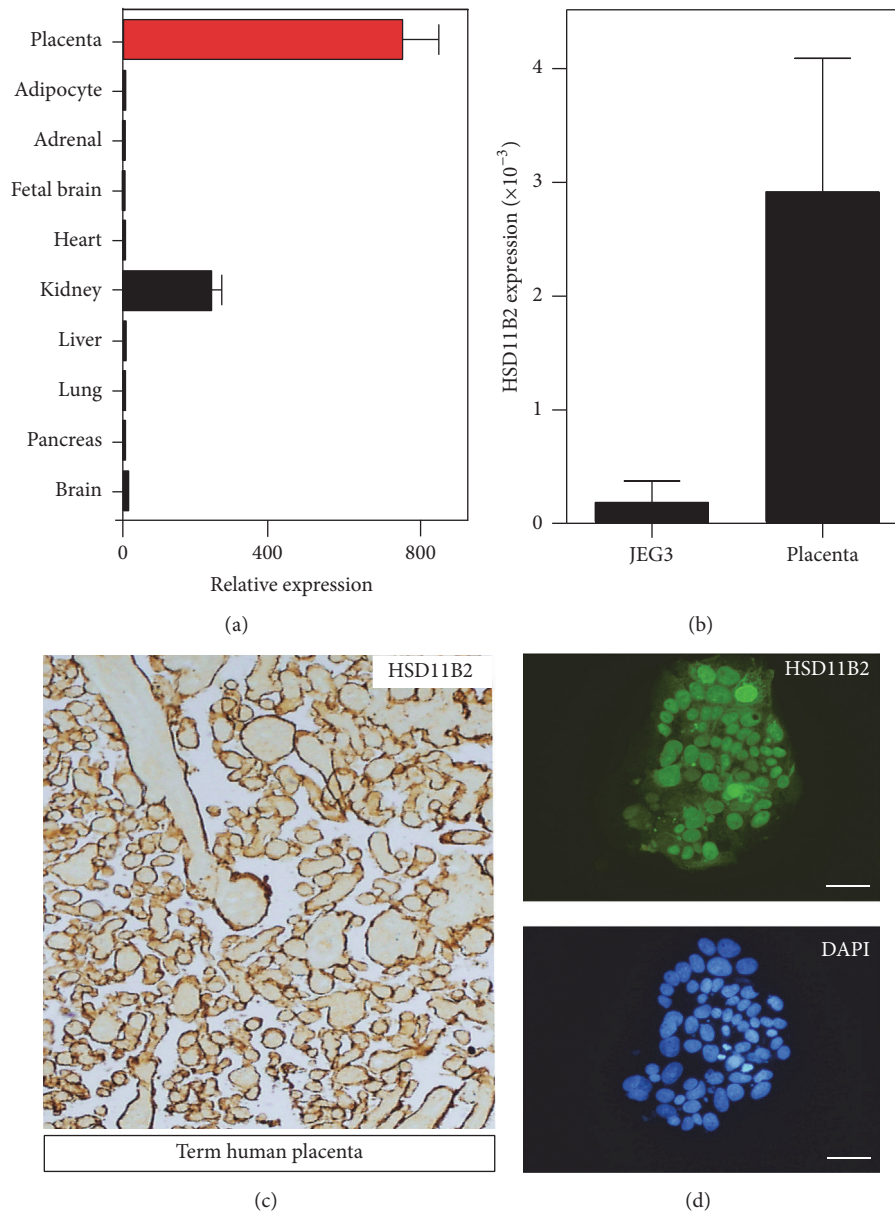 Placenta
Adipocyte
Adrenal
Fetal brain
Heart
Kidney
Liver
Lung
Pancreas
Brain
0
400
800
Relative expression
(a)
HSD11B2 expression (×10⁻³)
4
3
2
1
0
JEG3
Placenta
(b)
HSD11B2
Term human placenta
(c)
HSD11B2
DAPI
(d)